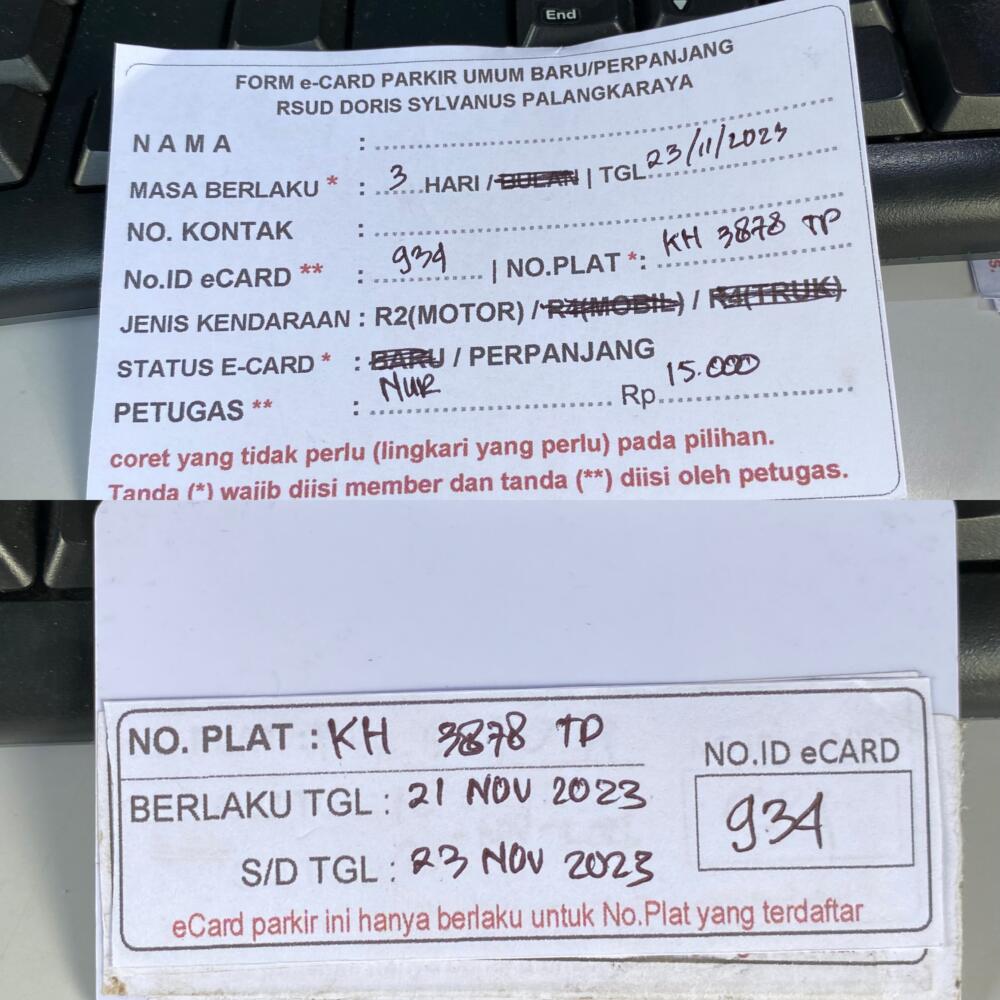 End
FORM e-CARD PARKIR UMUM BARU/PERPANJANG
RSUD DORIS SYLVANUS PALANGKARAYA
N A M A : ........................................
MASA BERLAKU * : 3 HARI / BULAN | TGL 23/11/2023
NO. KONTAK : ........................................
No.ID eCARD ** : 934 | NO.PLAT *: KH 3878 TP
JENIS KENDARAAN : R2(MOTOR) / R4(MOBIL) / R4(TRUK)
STATUS E-CARD * : BARU / PERPANJANG
PETUGAS ** : NUR Rp 15.000
coret yang tidak perlu (lingkari yang perlu) pada pilihan.
Tanda (*) wajib diisi member dan tanda (**) diisi oleh petugas.
NO. PLAT : KH 3878 TP
NO.ID eCARD
934
BERLAKU TGL : 21 NOV 2023
S/D TGL : 23 NOV 2023
eCard parkir ini hanya berlaku untuk No.Plat yang terdaftar